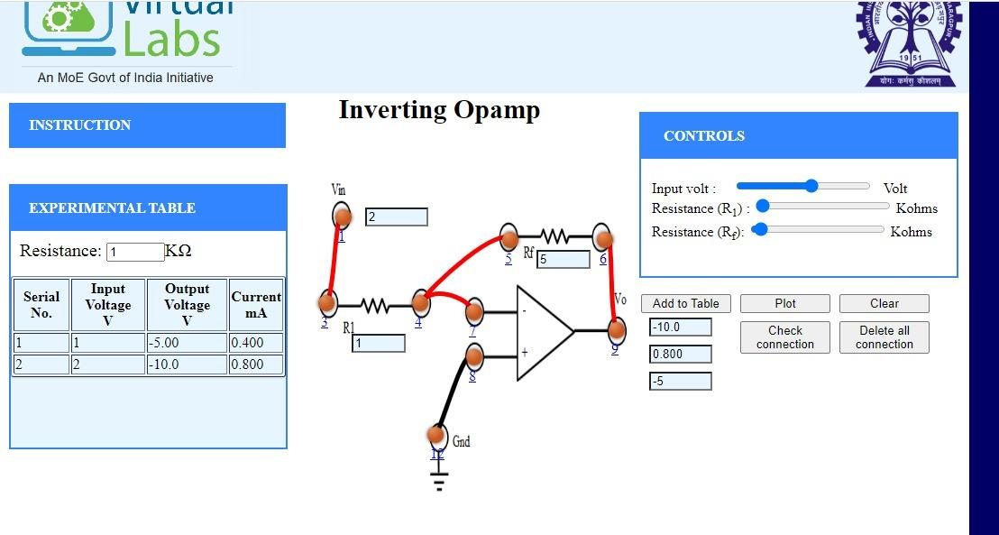 Virtual
Labs
An MoE Govt of India Initiative
1951
योगः कर्मसु कौशलम्
INSTRUCTION
Inverting Opamp
CONTROLS
EXPERIMENTAL TABLE
Resistance: 1 KΩ
Serial No. Input Voltage V Output Voltage V Current mA
1 1 -5.00 0.400
2 2 -10.0 0.800
Vin
2
1
5
Rf
5
6
3
R1
1
4
7
-
Vo
9
+
8
12
Gnd
Input volt : Volt
Resistance (R1) : Kohms
Resistance (Rf): Kohms
Add to Table Plot Clear
-10.0
Check connection Delete all connection
0.800
-5